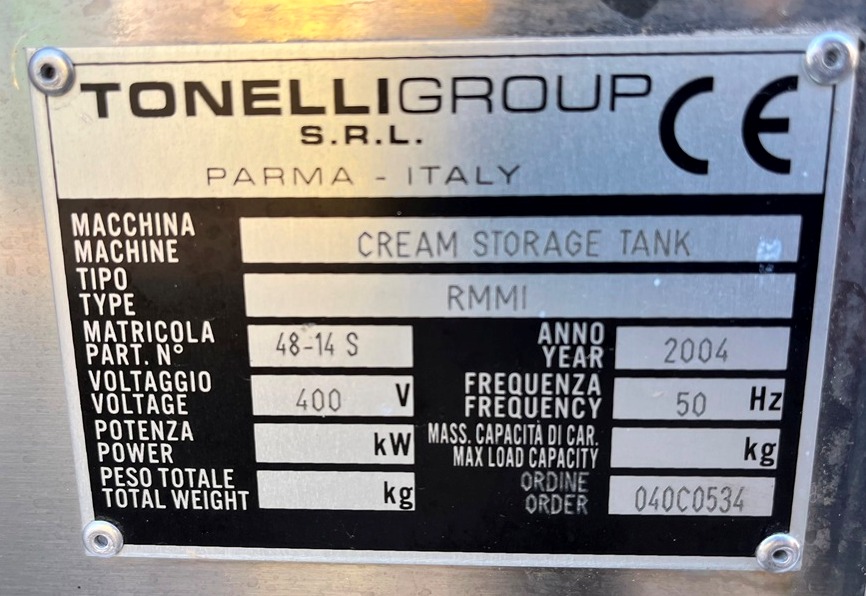 TONELLIGROUP
S.R.L.
PARMA - ITALY
CE
MACCHINA
MACHINE
CREAM STORAGE TANK
TIPO
TYPE
RMMI
MATRICOLA
PART. N°
48-14 S
ANNO
YEAR
2004
VOLTAGGIO
VOLTAGE
400 V
FREQUENZA
FREQUENCY
50 Hz
POTENZA
POWER
kW
MASS. CAPACITÀ DI CAR.
MAX LOAD CAPACITY
kg
PESO TOTALE
TOTAL WEIGHT
kg
ORDINE
ORDER
040C0534